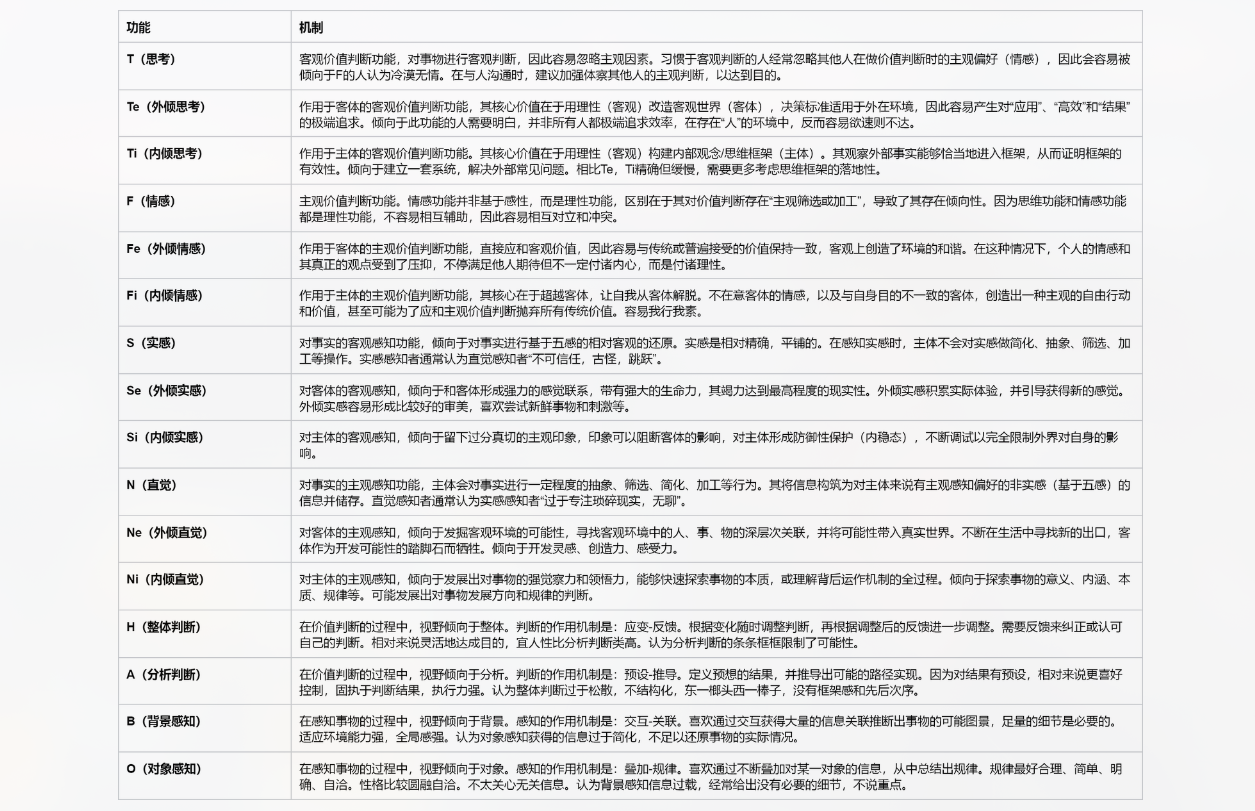 功能
机制
T（思考）
客观价值判断功能，对事物进行客观判断，因此容易忽略主观因素。习惯于客观判断的人经常忽略其他人在做价值判断时的主观偏好（情感），因此会容易被
倾向于F的人认为冷漠无情。在与人沟通时，建议加强体察其他人的主观判断，以达到目的。
Te（外倾思考）
作用于客体的客观价值判断功能，其核心价值在于用理性（客观）改造客观世界（客体），决策标准适用于外在环境，因此容易产生对“应用”、“高效”和“结果”
的极端追求。倾向于此功能的人需要明白，并非所有人都极端追求效率，在存在“人”的环境中，反而容易欲速则不达。
Ti（内倾思考）
作用于主体的客观价值判断功能。其核心价值在于用理性（客观）构建内部观念/思维框架（主体）。其观察外部事实能够恰当地进入框架，从而证明框架的
有效性。倾向于建立一套系统，解决外部常见问题。相比Te，Ti精确但缓慢，需要更多考虑思维框架的落地性。
F（情感）
主观价值判断功能。情感功能并非基于感性，而是理性功能，区别在于其对价值判断存在“主观筛选或加工”，导致了其存在倾向性。因为思维功能和情感功能
都是理性功能，不容易相互辅助，因此容易相互对立和冲突。
Fe（外倾情感）
作用于客体的主观价值判断功能，直接应和客观价值，因此容易与传统或普遍接受的价值保持一致，客观上创造了环境的和谐。在这种情况下，个人的情感和
其真正的观点受到了压抑，不停满足他人期待但不一定付诸内心，而是付诸理性。
Fi（内倾情感）
作用于主体的主观价值判断功能，其核心在于超越客体，让自我从客体解脱。不在意客体的情感，以及与自身目的不一致的客体，创造出一种主观的自由行动
和价值，甚至可能为了应和主观价值判断抛弃所有传统价值。容易我行我素。
S（实感）
对事实的客观感知功能，倾向于对事实进行基于五感的相对客观的还原。实感是相对精确，平铺的。在感知实感时，主体不会对实感做简化、抽象、筛选、加
工等操作。实感感知者通常认为直觉感知者“不可信任，古怪，跳跃”。
Se（外倾实感）
对客体的客观感知，倾向于和客体形成强力的感觉联系，带有强大的生命力，其竭力达到最高程度的现实性。外倾实感积累实际体验，并引导获得新的感觉。
外倾实感容易形成比较好的审美，喜欢尝试新鲜事物和刺激等。
Si（内倾实感）
对主体的客观感知，倾向于留下过分真切的主观印象，印象可以阻断客体的影响，对主体形成防御性保护（内稳态），不断调试以完全限制外界对自身的影
响。
N（直觉）
对事实的主观感知功能，主体会对事实进行一定程度的抽象、筛选、简化、加工等行为。其将信息构筑为对主体来说有主观感知偏好的非实感（基于五感）的
信息并储存。直觉感知者通常认为实感感知者“过于专注琐碎现实，无聊”。
Ne（外倾直觉）
对客体的主观感知，倾向于发掘客观环境的可能性，寻找客观环境中的人、事、物的深层次关联，并将可能性带入真实世界。不断在生活中寻找新的出口，客
体作为开发可能性的踏脚石而牺牲。倾向于开发灵感、创造力、感受力。
Ni（内倾直觉）
对主体的主观感知，倾向于发展出对事物的强觉察力和领悟力，能够快速探索事物的本质，或理解背后运作机制的全过程。倾向于探索事物的意义、内涵、本
质、规律等。可能发展出对事物发展方向和规律的判断。
H（整体判断）
在价值判断的过程中，视野倾向于整体。判断的作用机制是：应变-反馈。根据变化随时调整判断，再根据调整后的反馈进一步调整。需要反馈来纠正或认可
自己的判断。相对来说灵活地达成目的，宜人性比分析判断类高。认为分析判断的条条框框限制了可能性。
A（分析判断）
在价值判断的过程中，视野倾向于分析。判断的作用机制是：预设-推导。定义预想的结果，并推导出可能的路径实现。因为对结果有预设，相对来说更喜好
控制，固执于判断结果，执行力强。认为整体判断过于松散，不结构化，东一榔头西一棒子，没有框架感和先后次序。
B（背景感知）
在感知事物的过程中，视野倾向于背景。感知的作用机制是：交互-关联。喜欢通过交互获得大量的信息关联推断出事物的可能图景，足量的细节是必要的。
适应环境能力强，全局感强。认为对象感知获得的信息过于简化，不足以还原事物的实际情况。
O（对象感知）
在感知事物的过程中，视野倾向于对象。感知的作用机制是：叠加-规律。喜欢通过不断叠加对某一对象的信息，从中总结出规律。规律最好合理、简单、明
确、自洽。性格比较圆融自洽。不太关心无关信息。认为背景感知信息过载，经常给出没有必要的细节，不说重点。